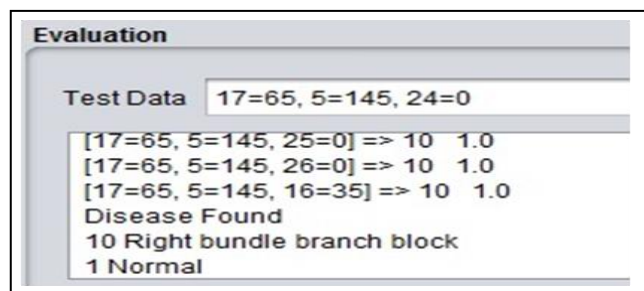 Evaluation
Test Data 17=65, 5=145, 24=0
[17=65, 5=145, 25=0] => 10 1.0
[17=65, 5=145, 26=0] => 10 1.0
[17=65, 5=145, 16=35] => 10 1.0
Disease Found
10 Right bundle branch block
1 Normal